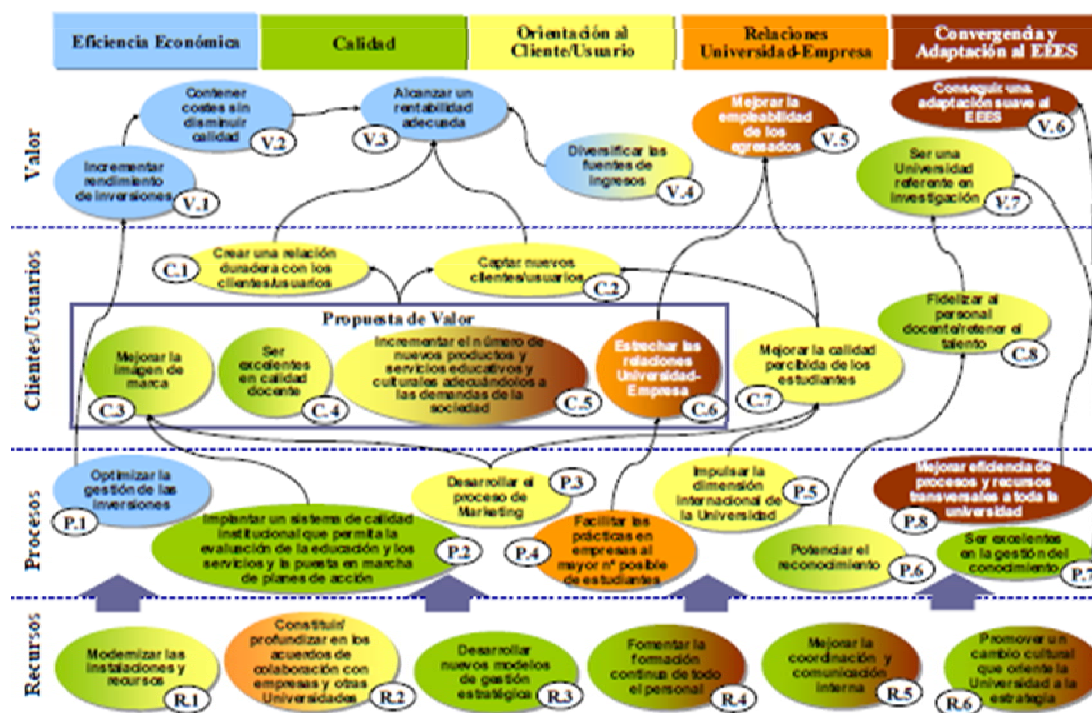 Eficiencia Económica
Calidad
Orientación al
Cliente/Usuario
Relaciones
Universidad-Empresa
Convergencia y
Adaptación al EEES
Valor
Contener
costes sin
disminuir
calidad
V.2
Alcanzar un
rentabilidad
adecuada
V.3
Mejorar la
empleabilidad
de los
egresados
V.5
Conseguir una
adaptación suave al
EEES
V.6
Incrementar
rendimiento
de inversiones
V.1
Diversificar las
fuentes de
ingresos
V.4
Ser una
Universidad
referente en
investigación
V.7
Clientes/Usuarios
C.1
Crear una relación
duradera con los
clientes/usuarios
Captar nuevos
clientes/usuarios
C.2
Fidelizar al
personal
docente/retener el
talento
C.8
Propuesta de Valor
Mejorar la
imagen de
marca
C.3
Ser
excelentes
en calidad
docente
C.4
Incrementar el número de
nuevos productos y
servicios educativos y
culturales adecuándolos a
las demandas de la
sociedad
C.5
Estrechar las
relaciones
Universidad-
Empresa
C.6
Mejorar la calidad
percibida de los
estudiantes
C.7
Procesos
Optimizar la
gestión de las
inversiones
P.1
Implantar un sistema de calidad
institucional que permita la
evaluación de la educación y los
servicios y la puesta en marcha
de planes de acción
P.2
Desarrollar el
proceso de
Marketing
P.3
Facilitar las
prácticas en
empresas al
mayor nº posible
de estudiantes
P.4
Impulsar la
dimensión
internacional de
la Universidad
P.5
Potenciar el
reconocimiento
P.6
Mejorar eficiencia de
procesos y recursos
transversales a toda la
universidad
P.8
Ser excelentes
en la gestión del
conocimiento
P.7
Recursos
Modernizar las
instalaciones y
recursos
R.1
Constituir/
profundizar en los
acuerdos de
colaboración con
empresas y otras
Universidades
R.2
Desarrollar
nuevos modelos
de gestión
estratégica
R.3
Fomentar la
formación
continua de todo
el personal
R.4
Mejorar la
coordinación y
comunicación
interna
R.5
Promover un
cambio cultural
que oriente la
Universidad a la
estrategia
R.6